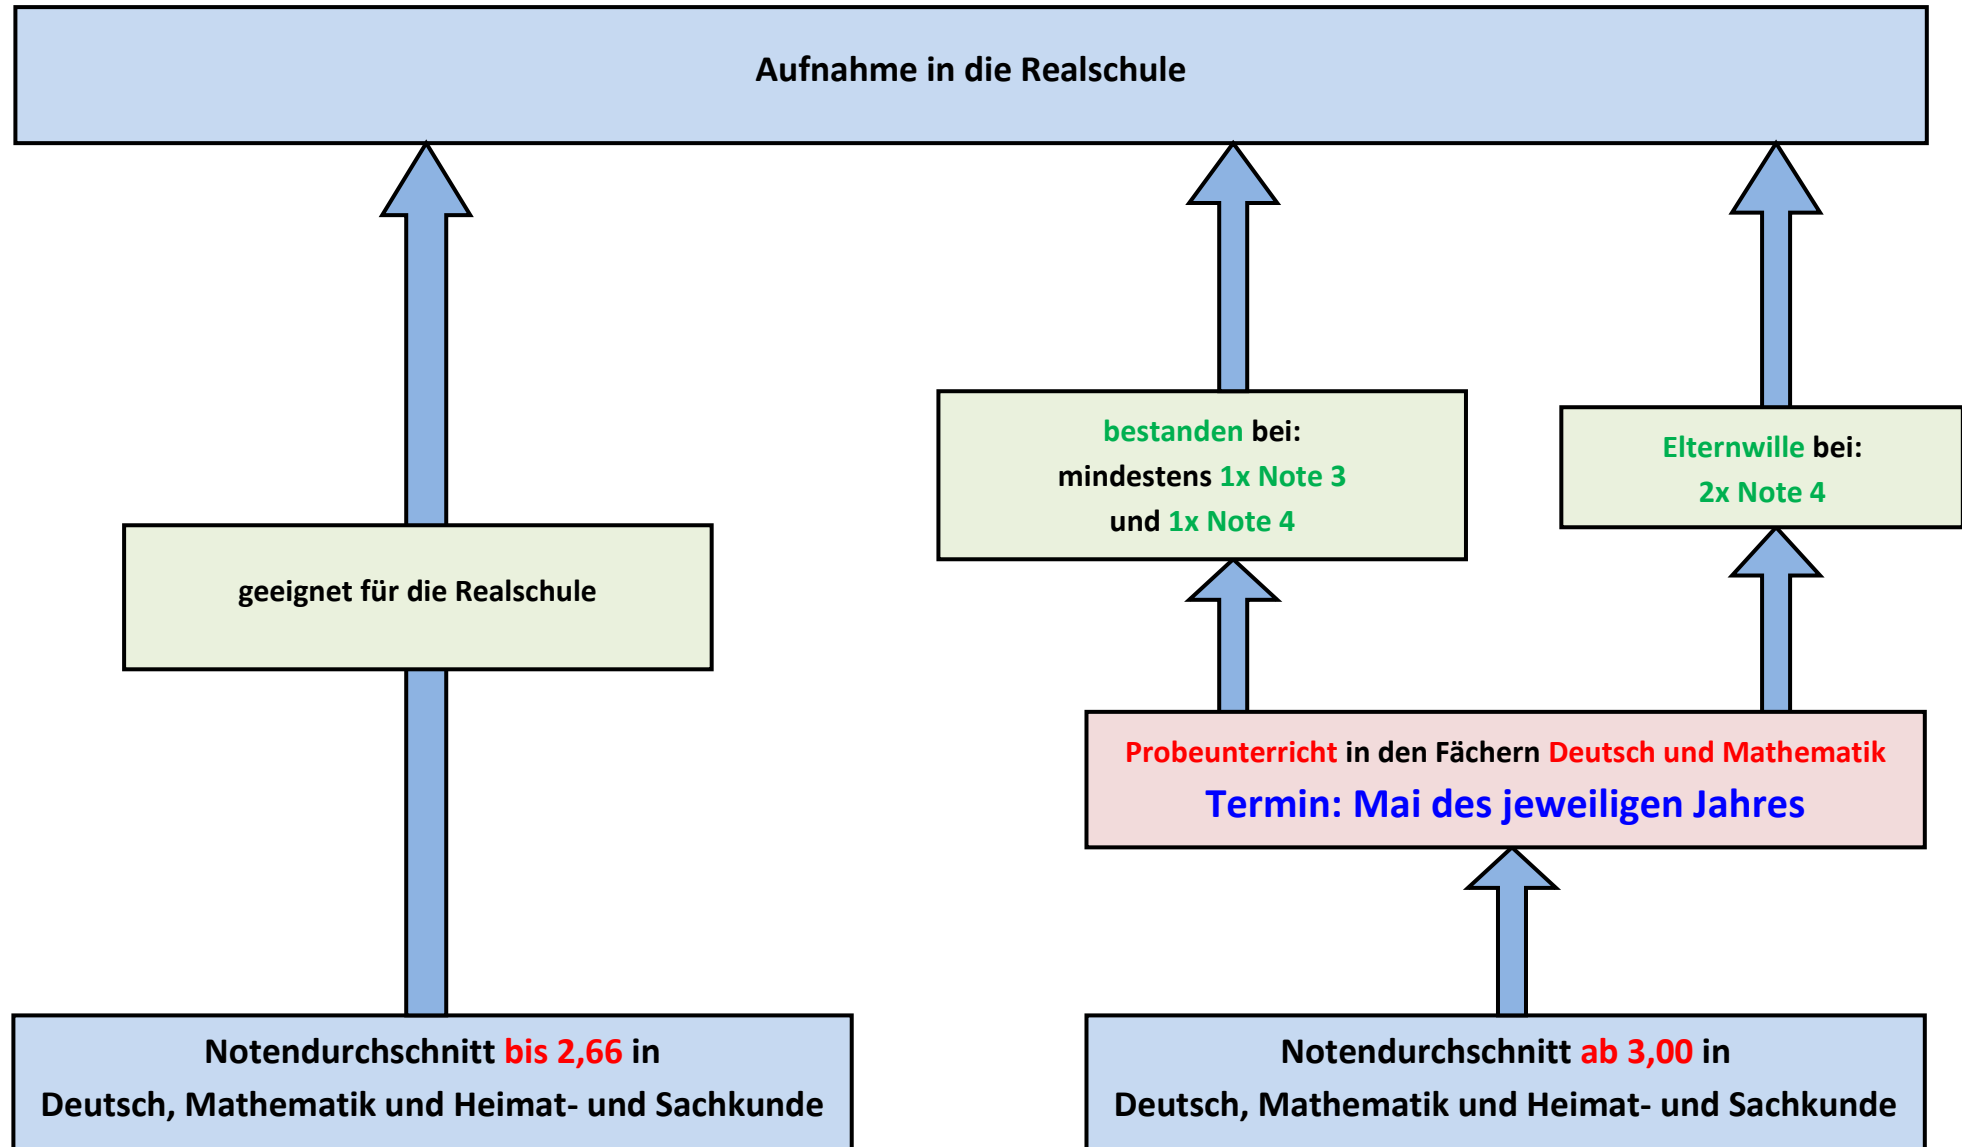 Aufnahme in die Realschule
bestanden bei:
mindestens 1x Note 3
und 1x Note 4
Elternwille bei:
2x Note 4
geeignet für die Realschule
Probeunterricht in den Fächern Deutsch und Mathematik
Termin: Mai des jeweiligen Jahres
Notendurchschnitt bis 2,66 in
Deutsch, Mathematik und Heimat- und Sachkunde
Notendurchschnitt ab 3,00 in
Deutsch, Mathematik und Heimat- und Sachkunde